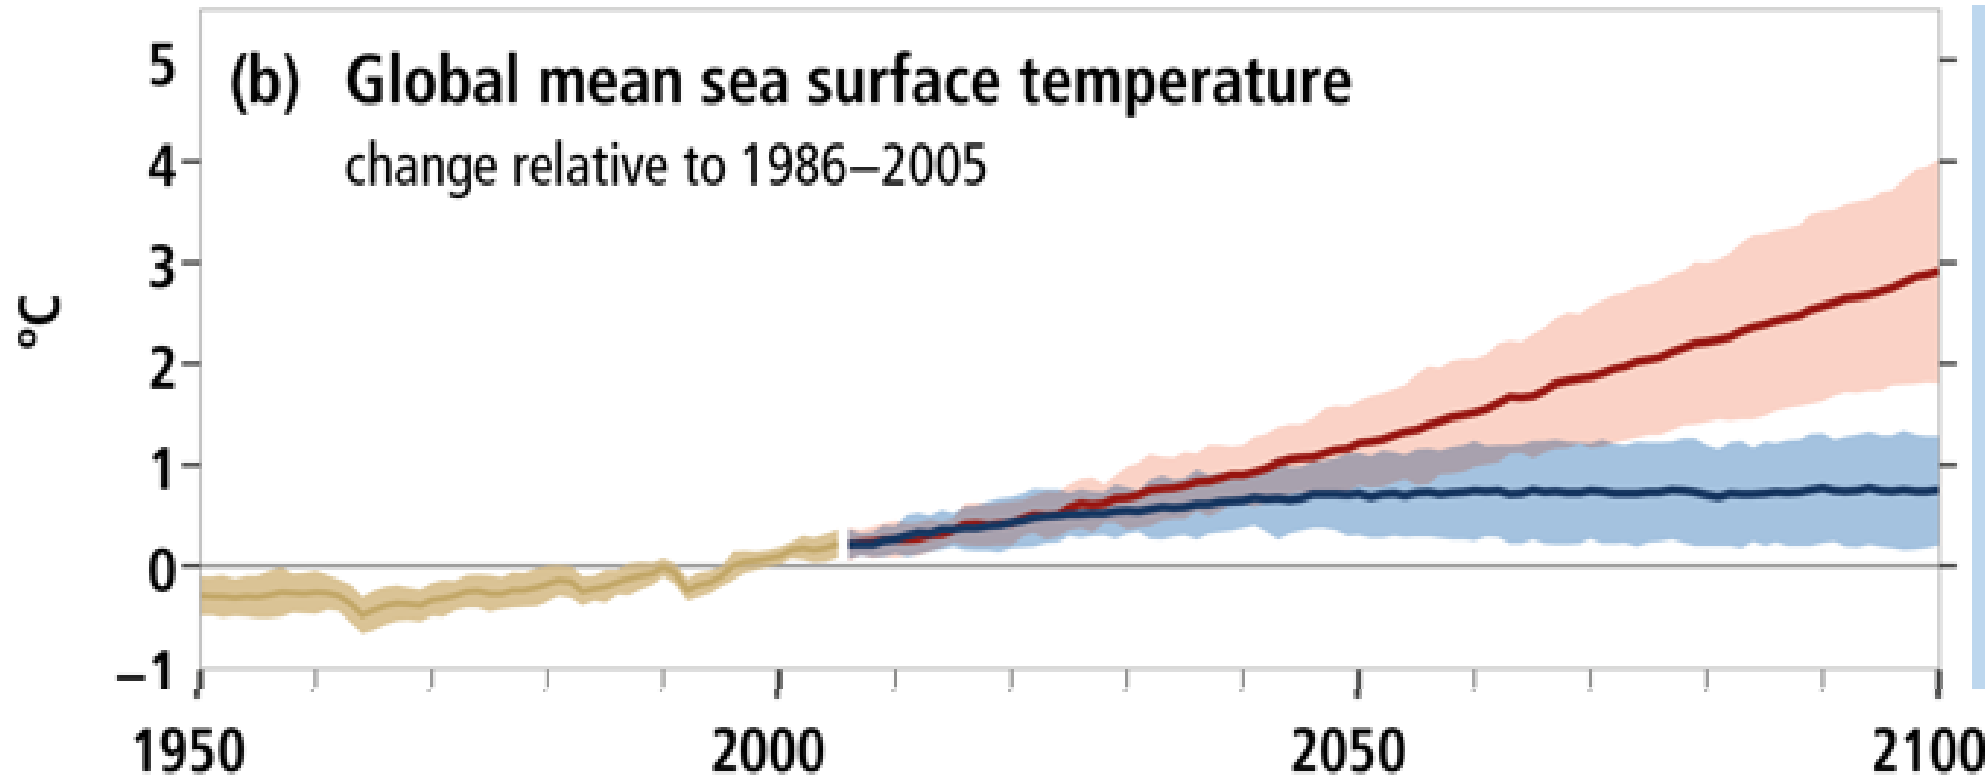 5
(b) Global mean sea surface temperature
4
change relative to 1986–2005
3
°C
2
1
0
–1
1950 2000 2050 2100